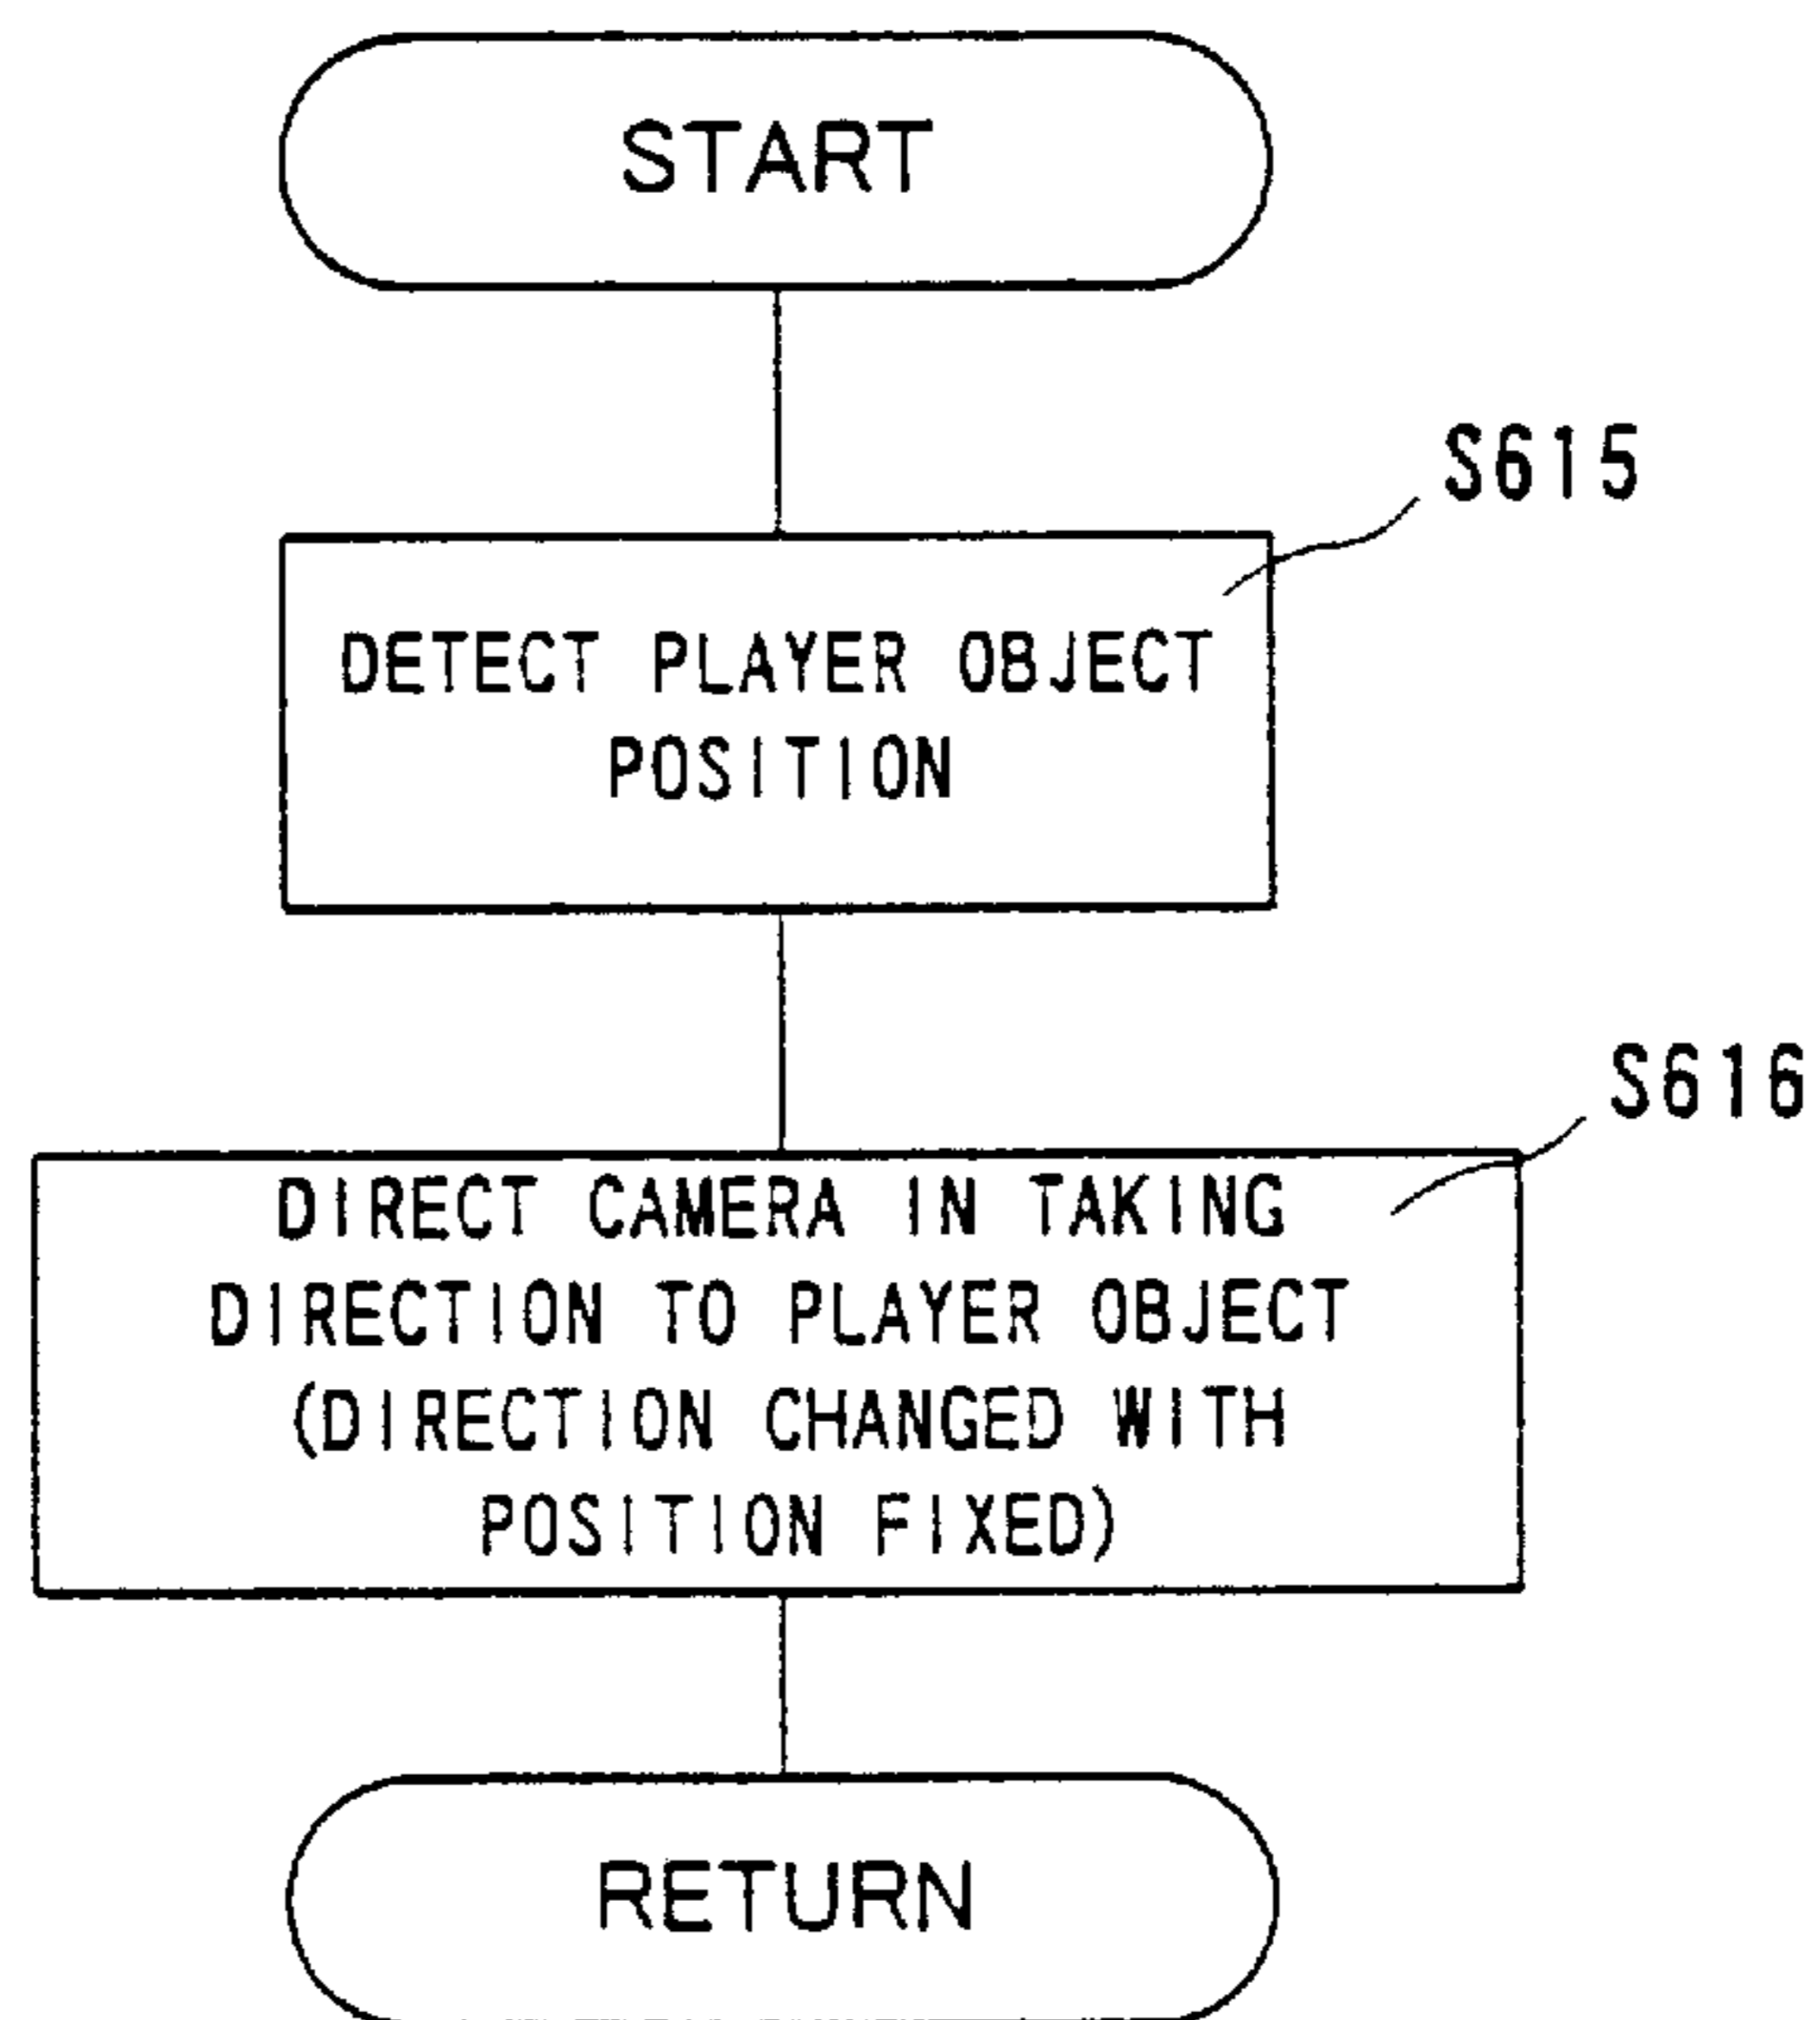 START
S615
DETECT PLAYER OBJECT
POSITION
S616
DIRECT CAMERA IN TAKING
DIRECTION TO PLAYER OBJECT
(DIRECTION CHANGED WITH
POSITION FIXED)
RETURN